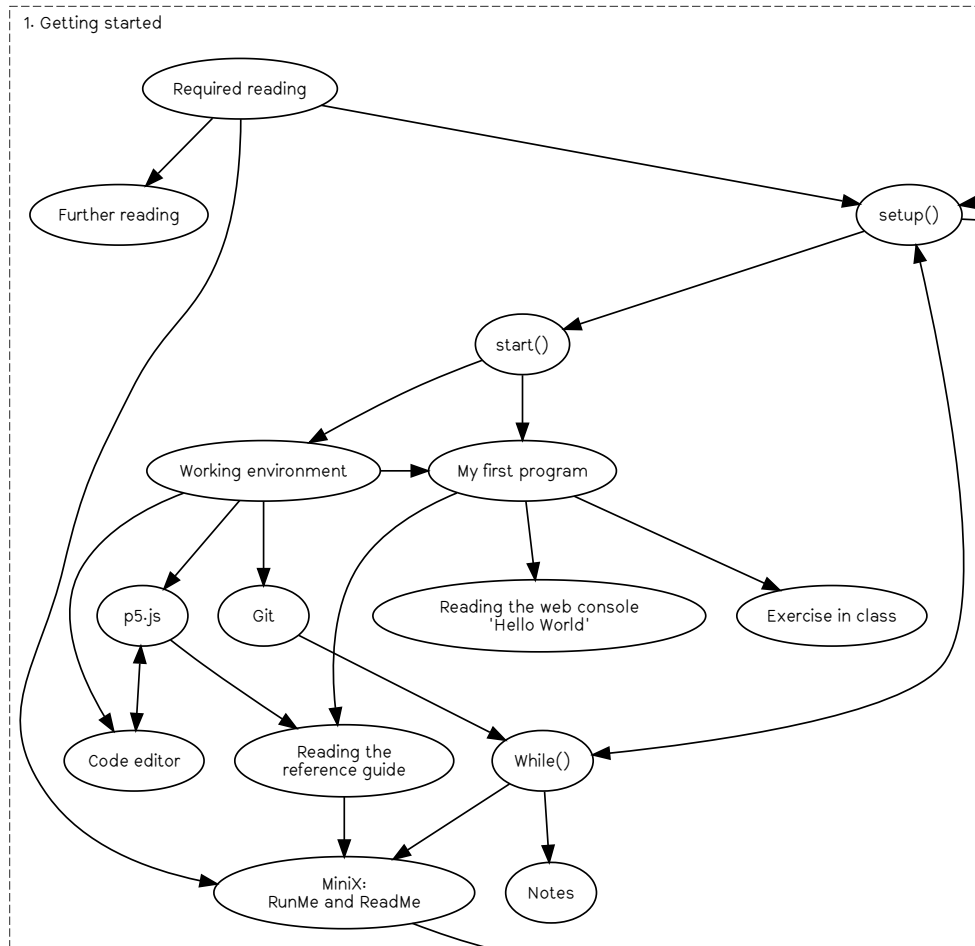 1. Getting started
Required reading
Further reading
setup()
start()
Working environment
My first program
p5.js
Git
Reading the web console
'Hello World'
Exercise in class
Code editor
Reading the
reference guide
While()
MiniX:
RunMe and ReadMe
Notes